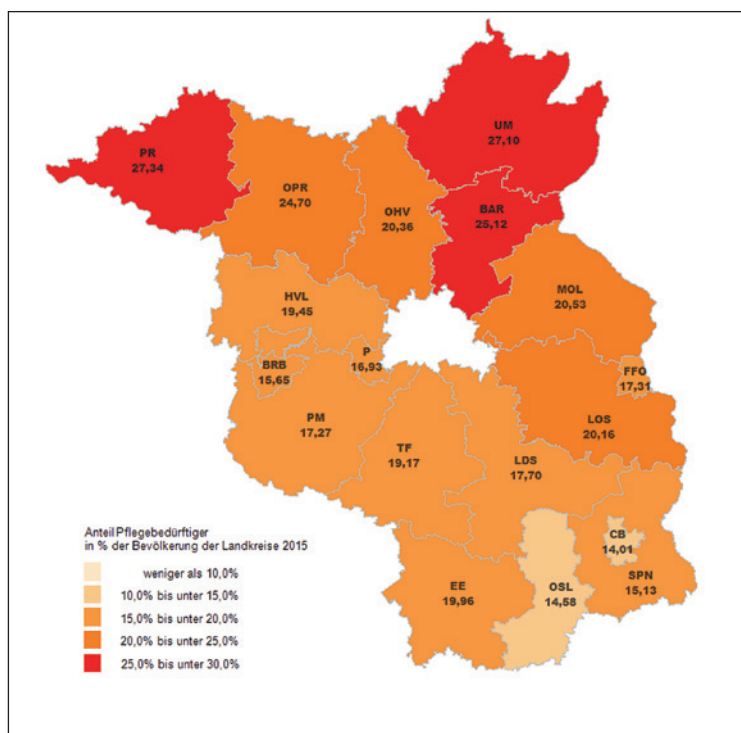 UM
27,10
PR
27,34
OPR
24,70
OHV
20,36
BAR
25,12
MOL
20,53
HVL
19,45
P
16,93
BRB
15,65
FFO
17,31
PM
17,27
LOS
20,16
TF
19,17
LDS
17,70
CB
14,01
EE
19,96
OSL
14,58
SPN
15,13
Anteil Pflegebedürftiger
in % der Bevölkerung der Landkreise 2015
weniger als 10,0%
10,0% bis unter 15,0%
15,0% bis unter 20,0%
20,0% bis unter 25,0%
25,0% bis unter 30,0%